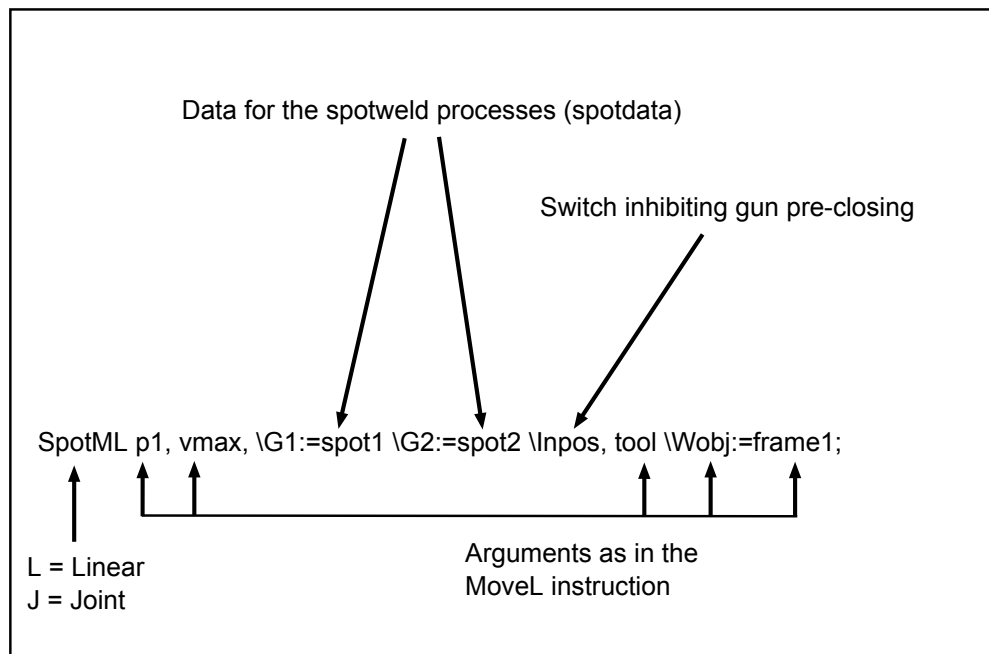 Data for the spotweld processes (spotdata)
Switch inhibiting gun pre-closing
SpotML p1, vmax, \G1:=spot1 \G2:=spot2 \Inpos, tool \Wobj:=frame1;
L = Linear
J = Joint
Arguments as in the
MoveL instruction